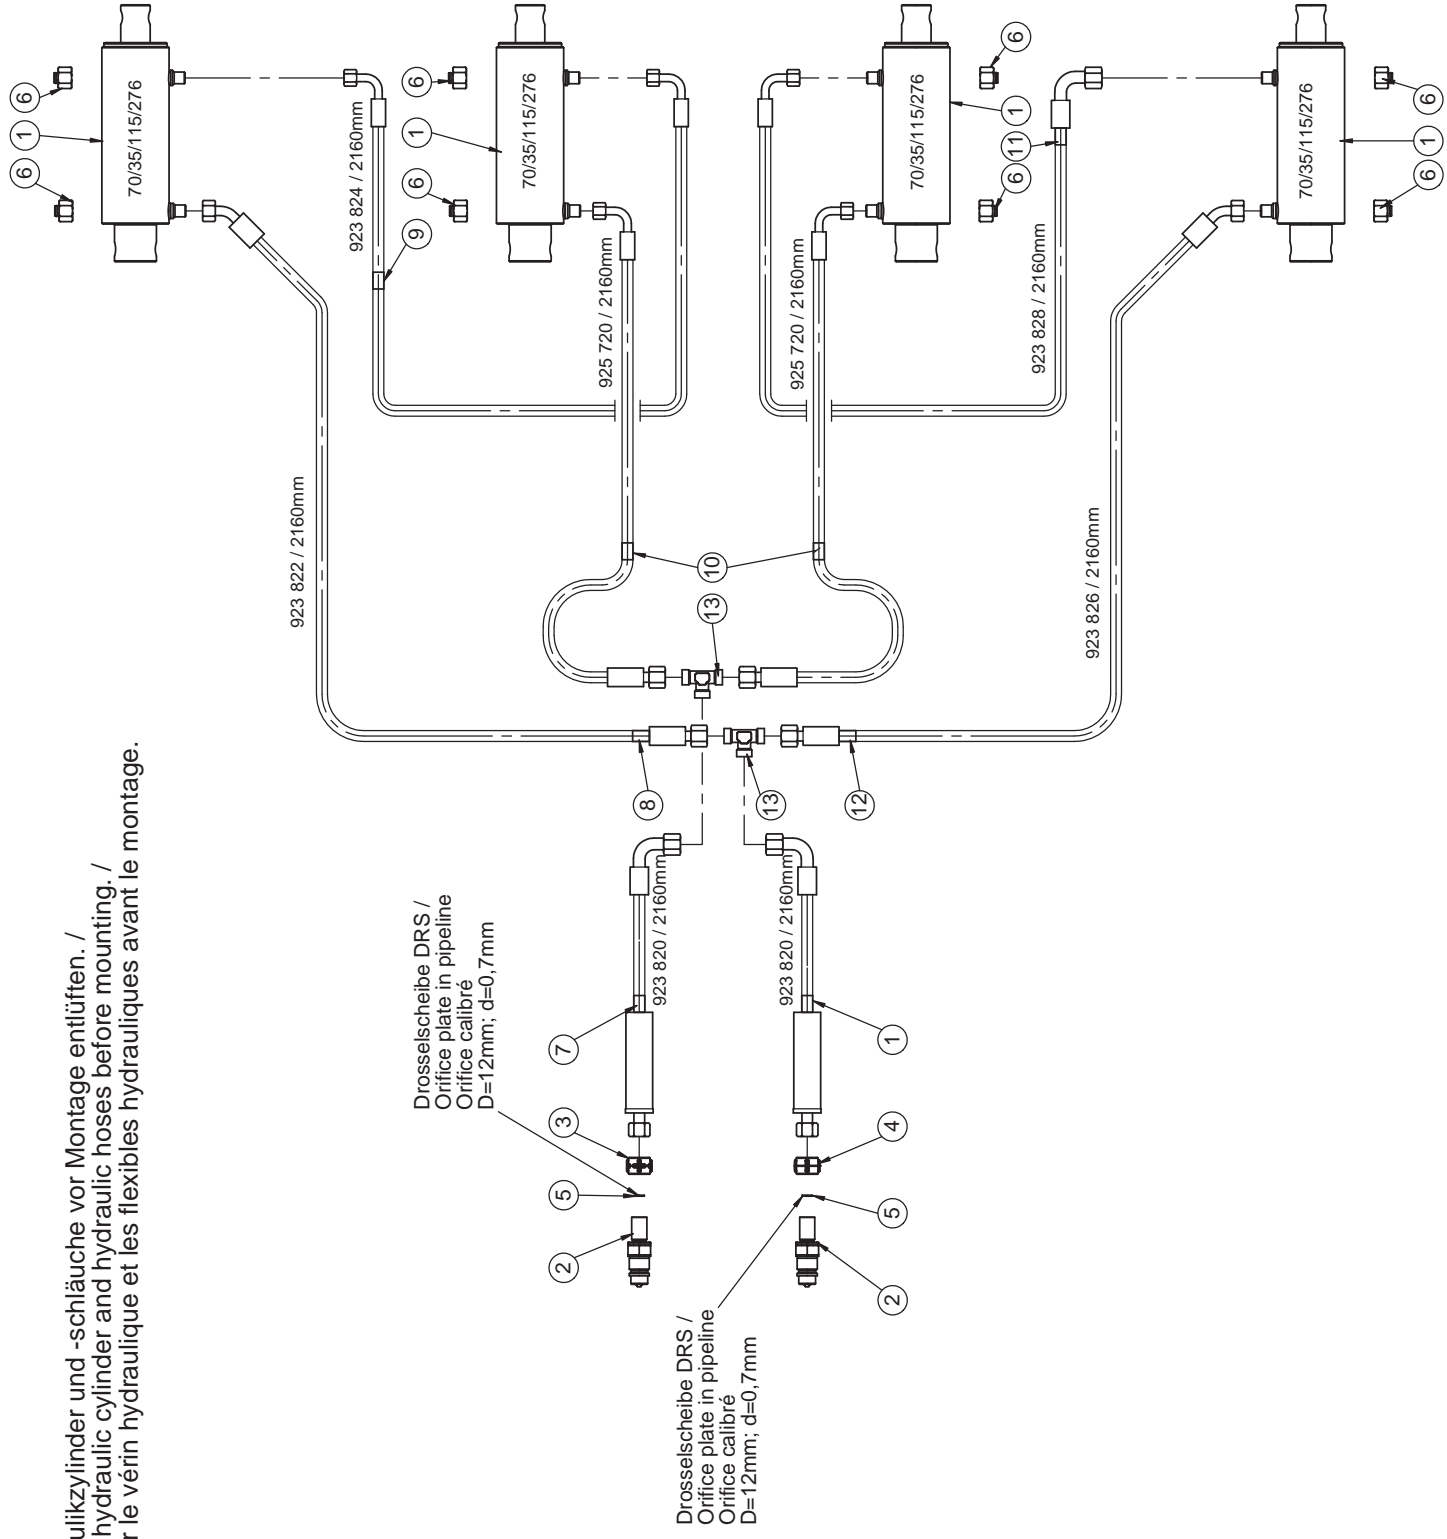 ulikzylinder und -schläuche vor Montage entlüften. /
hydraulic cylinder and hydraulic hoses before mounting. /
r le vérin hydraulique et les flexibles hydrauliques avant le montage.
6
1
6
70/35/115/276
6
1
6
70/35/115/276
6
1
11
6
70/35/115/276
6
1
6
70/35/115/276
923 824 / 2160mm
9
925 720 / 2160mm
925 720 / 2160mm
923 828 / 2160mm
923 822 / 2160mm
10
13
923 826 / 2160mm
8
13
12
923 820 / 2160mm
923 820 / 2160mm
Drosselscheibe DRS /
Orifice plate in pipeline
Orifice calibré
D=12mm; d=0,7mm
7
1
3
4
5
5
2
2
Drosselscheibe DRS /
Orifice plate in pipeline
Orifice calibré
D=12mm; d=0,7mm